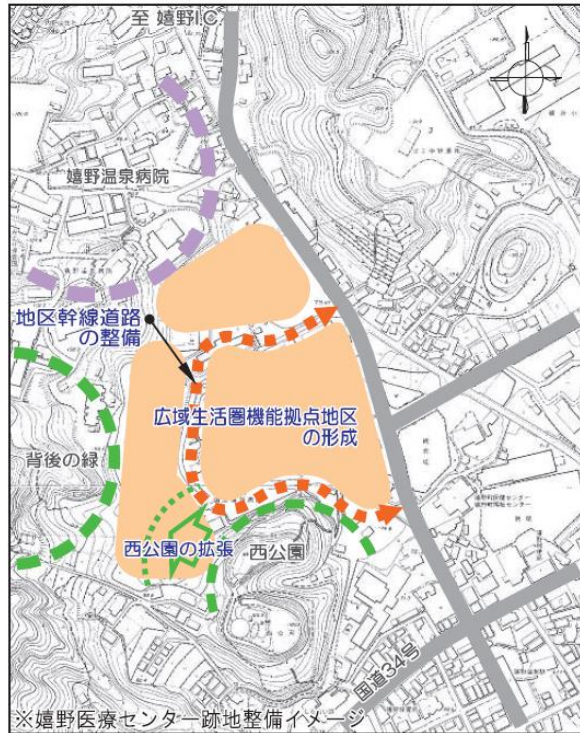 至 嬉野I.C.
嬉野温泉病院
地区幹線道路
の整備
広域生活圏機能拠点地区
の形成
背後の緑
西公園の拡張
西公園
国道34号
※嬉野医療センター跡地整備イメージ